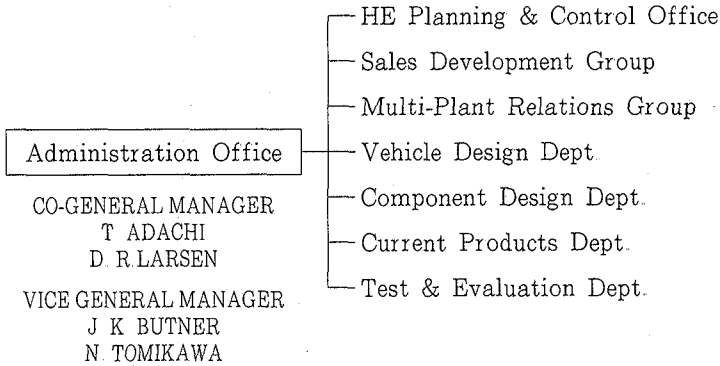 HE Planning & Control Office
Sales Development Group
Multi-Plant Relations Group
Administration Office
Vehicle Design Dept.
Component Design Dept.
Current Products Dept.
Test & Evaluation Dept.
CO-GENERAL MANAGER
T ADACHI
D. R. LARSEN
VICE GENERAL MANAGER
J K BUTNER
N. TOMIKAWA